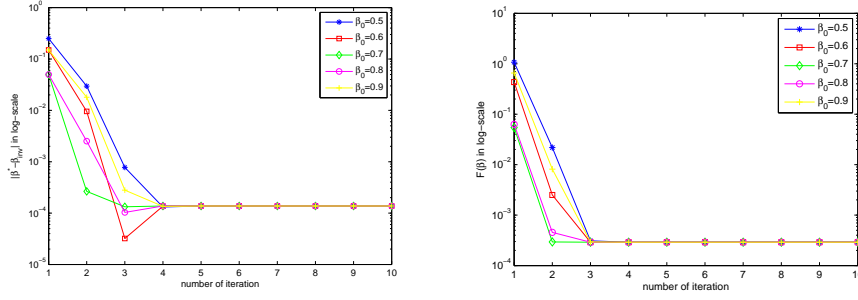 10^0
10^-1
10^-2
10^-3
10^-4
10^-5
|β*-β_inv| in log-scale
1 2 3 4 5 6 7 8 9 10
number of iteration
β_0=0.5
β_0=0.6
β_0=0.7
β_0=0.8
β_0=0.9
10^2
10^1
10^0
10^-1
10^-2
10^-3
10^-4
F(β) in log-scale
1 2 3 4 5 6 7 8 9 1
number of iteration
β_0=0.5
β_0=0.6
β_0=0.7
β_0=0.8
β_0=0.9